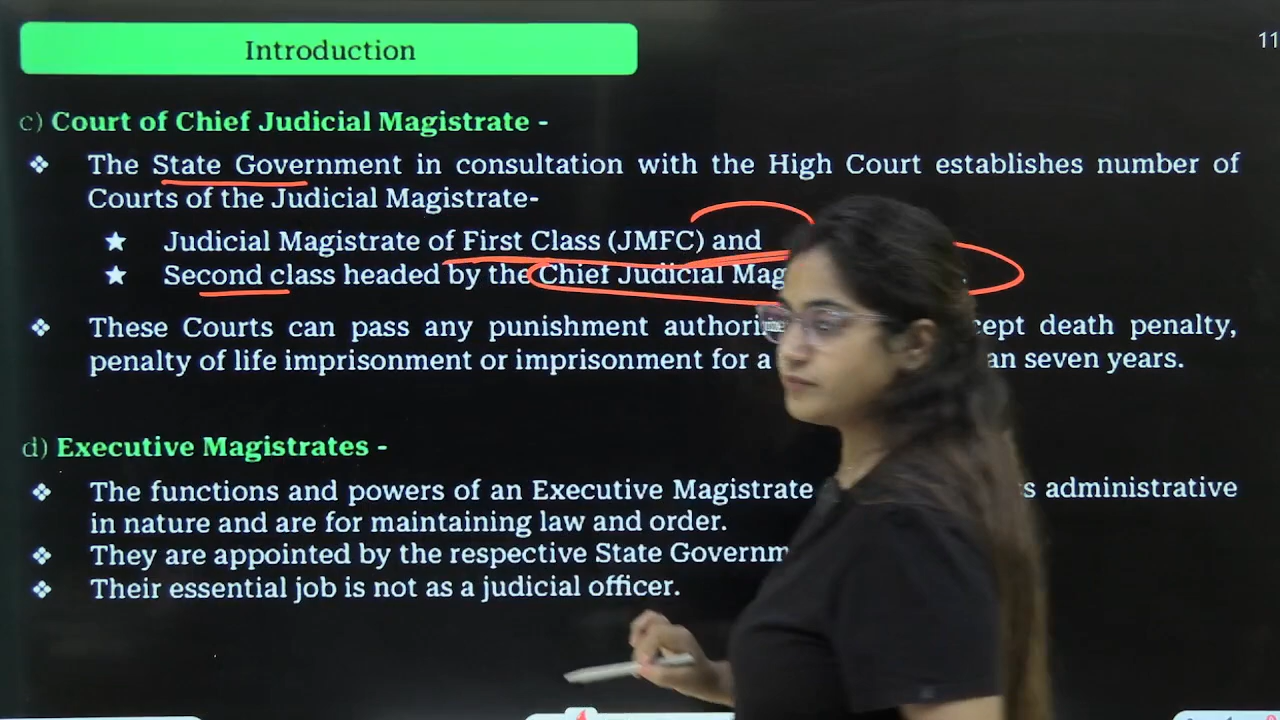 Introduction
11
c) Court of Chief Judicial Magistrate -
❖ The State Government in consultation with the High Court establishes number of
Courts of the Judicial Magistrate-
★ Judicial Magistrate of First Class (JMFC) and
★ Second class headed by the Chief Judicial Mag
❖ These Courts can pass any punishment authori cept death penalty,
penalty of life imprisonment or imprisonment for a an seven years.
d) Executive Magistrates -
❖ The functions and powers of an Executive Magistrate s administrative
in nature and are for maintaining law and order.
❖ They are appointed by the respective State Governm
❖ Their essential job is not as a judicial officer.